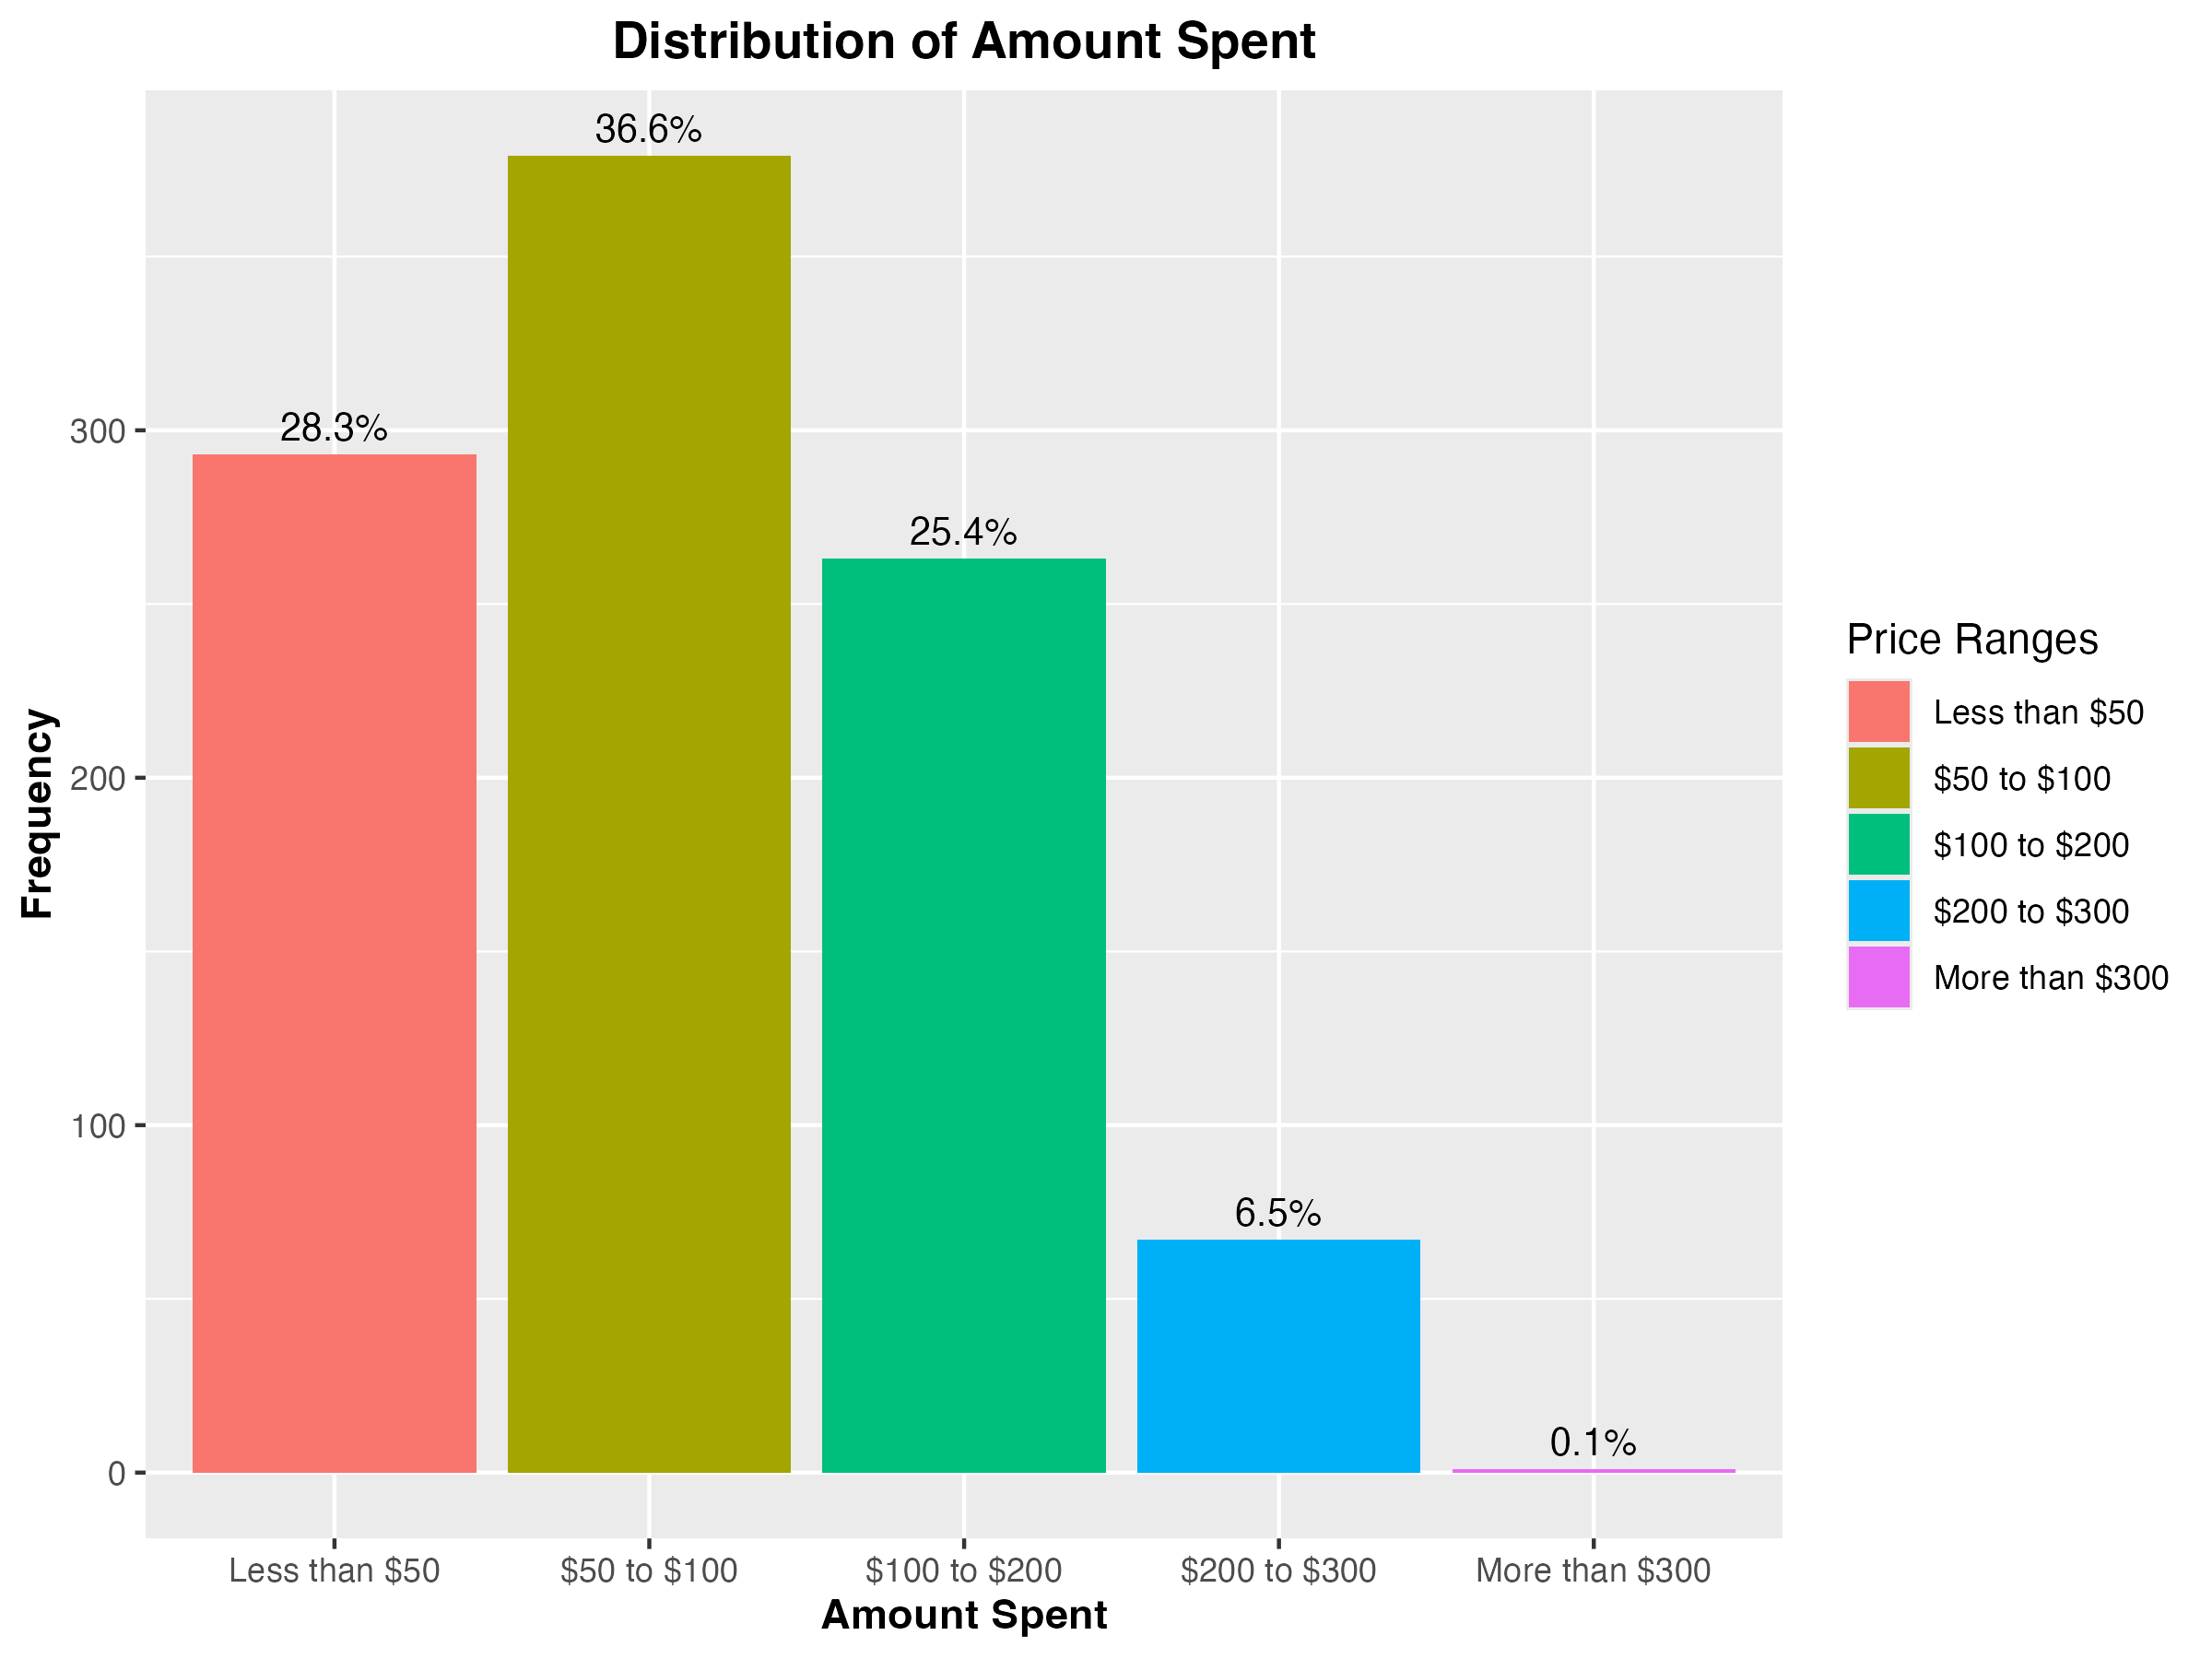 Distribution of Amount Spent
36.6%
28.3%
25.4%
6.5%
0.1%
Frequency
300
200
100
0
Less than $50
$50 to $100
$100 to $200
$200 to $300
More than $300
Amount Spent
Price Ranges
Less than $50
$50 to $100
$100 to $200
$200 to $300
More than $300